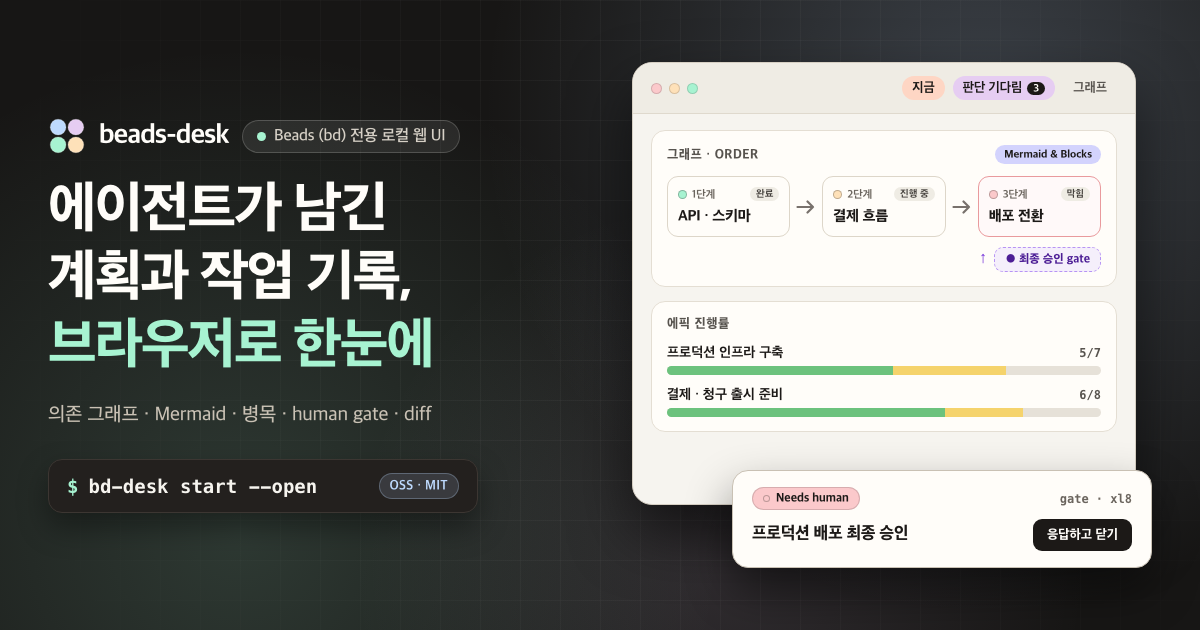 beads-desk
Beads (bd) 전용 로컬 웹 UI
에이전트가 남긴
계획과 작업 기록,
브라우저로 한눈에
의존 그래프 · Mermaid · 병목 · human gate · diff
$ bd-desk start --open
OSS · MIT
지금
판단 기다림 3
그래프
그래프 · ORDER
Mermaid & Blocks
1단계 완료
API · 스키마
→
2단계 진행 중
결제 흐름
→
3단계 막힘
배포 전환
↑ 최종 승인 gate
에픽 진행률
프로덕션 인프라 구축 5/7
결제 · 청구 출시 준비 6/8
Needs human
gate · xl8
프로덕션 배포 최종 승인
응답하고 닫기